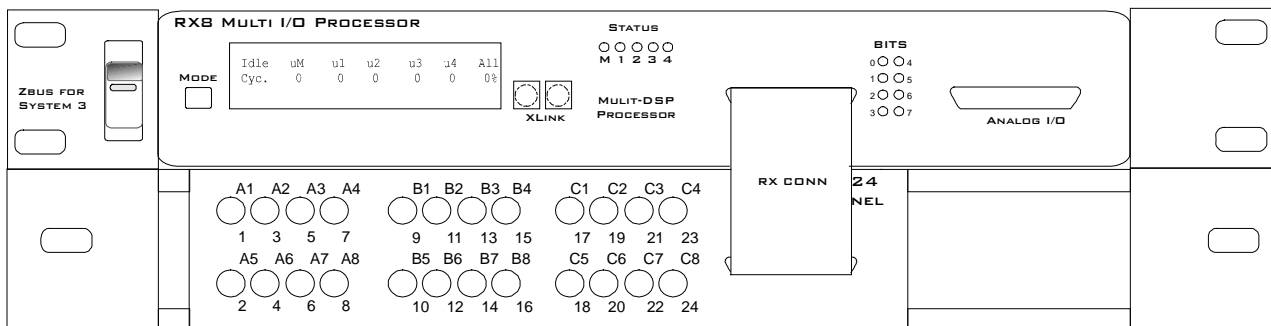 RX8 MULTI I/O PROCESSOR
STATUS
M 1 2 3 4
BITS
0 4
1 5
2 6
3 7
MODE
Idle uM u1 u2 u3 u4 All
Cyc. 0 0 0 0 0 0%
ZBUS FOR
SYSTEM 3
XLINK
MULIT-DSP
PROCESSOR
ANALOG I/O
RX CONN
24
NEL
A1 A2 A3 A4 B1 B2 B3 B4 C1 C2 C3 C4
1 3 5 7 9 11 13 15 17 19 21 23
A5 A6 A7 A8 B5 B6 B7 B8 C5 C6 C7 C8
2 4 6 8 10 12 14 16 18 20 22 24